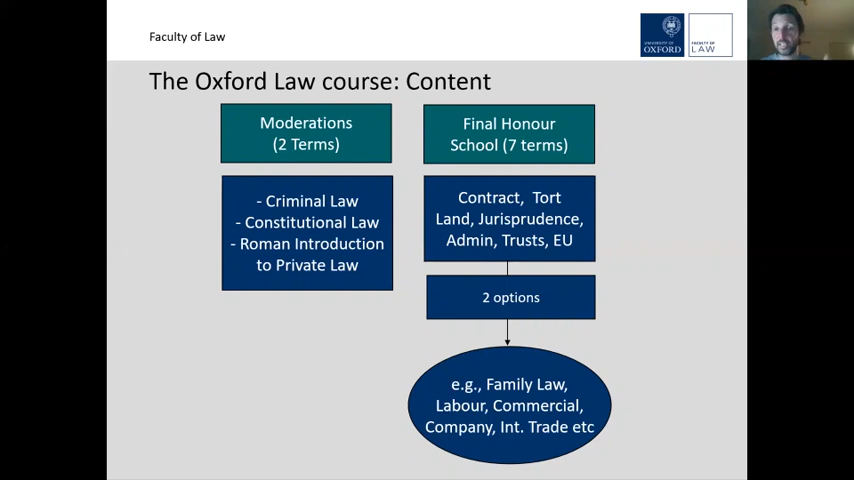 Faculty of Law
UNIVERSITY OF
OXFORD
FACULTY OF
LAW
The Oxford Law course: Content
Moderations
(2 Terms)
- Criminal Law
- Constitutional Law
- Roman Introduction
to Private Law
Final Honour
School (7 terms)
Contract, Tort
Land, Jurisprudence,
Admin, Trusts, EU
2 options
e.g., Family Law,
Labour, Commercial,
Company, Int. Trade etc